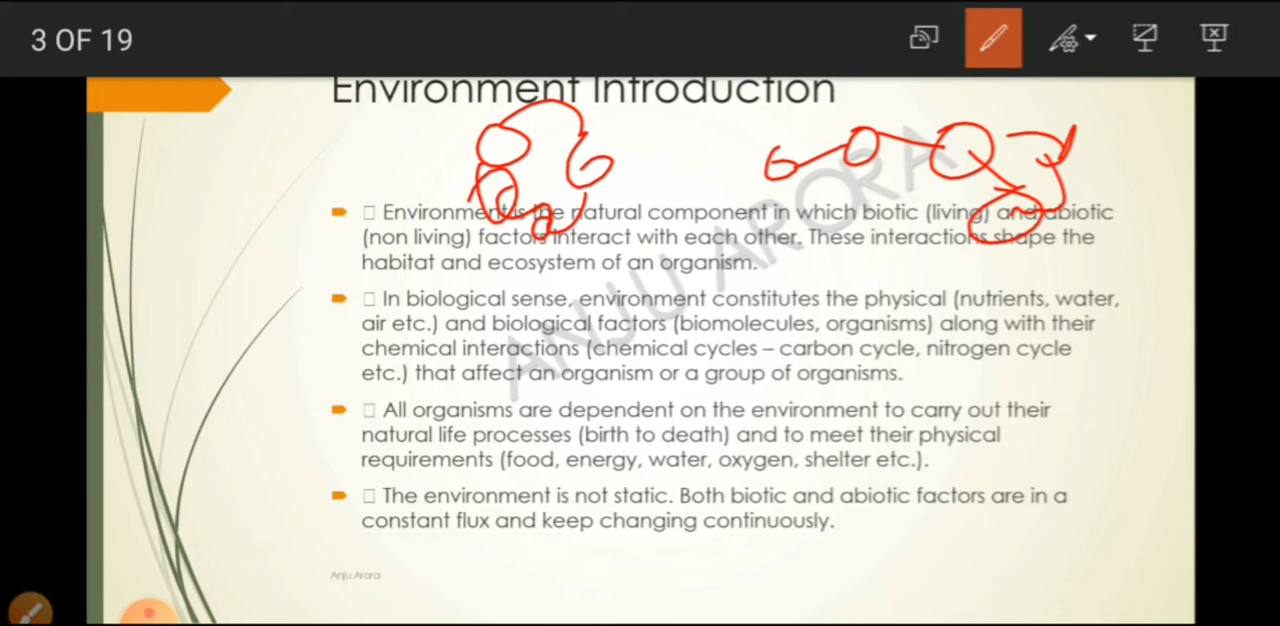 3 OF 19
Environment Introduction
Environment is the natural component in which biotic (living) and abiotic
(non living) factors interact with each other. These interactions shape the
habitat and ecosystem of an organism.
In biological sense, environment constitutes the physical (nutrients, water,
air etc.) and biological factors (biomolecules, organisms) along with their
chemical interactions (chemical cycles – carbon cycle, nitrogen cycle
etc.) that affect an organism or a group of organisms.
All organisms are dependent on the environment to carry out their
natural life processes (birth to death) and to meet their physical
requirements (food, energy, water, oxygen, shelter etc.).
The environment is not static. Both biotic and abiotic factors are in a
constant flux and keep changing continuously.
Anju Arora
ANJU ARORA